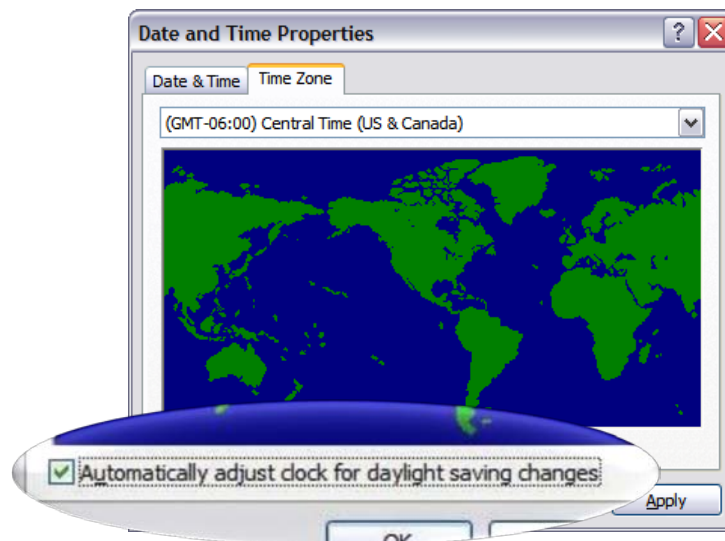 Date and Time Properties
Date & Time Time Zone
(GMT-06:00) Central Time (US & Canada)
Automatically adjust clock for daylight saving changes
Apply
OK